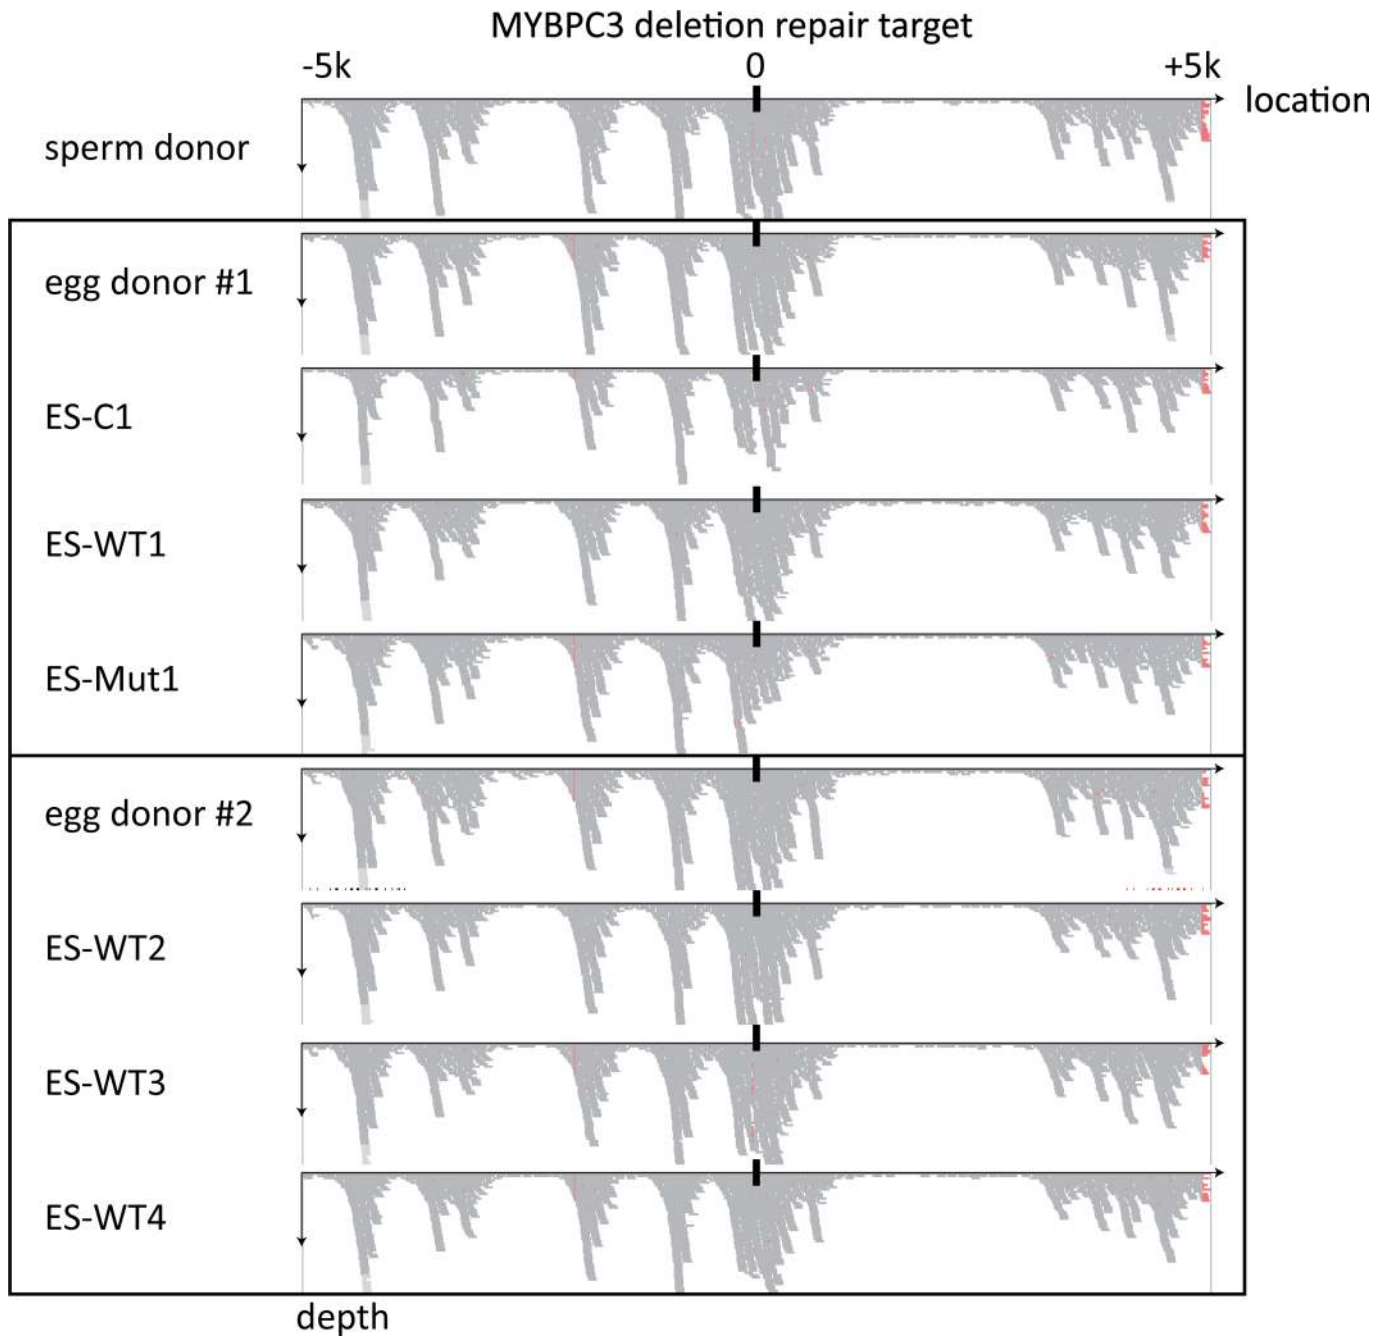 MYBPC3 deletion repair target
-5k 0 +5k
location
sperm donor
egg donor #1
ES-C1
ES-WT1
ES-Mut1
egg donor #2
ES-WT2
ES-WT3
ES-WT4
depth